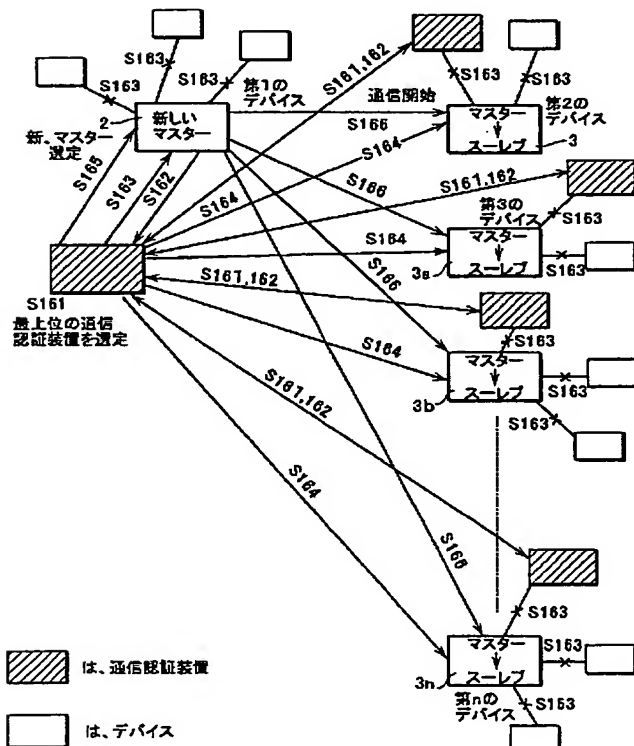 S163
S163
S163
S161,162
S163
S163
2
新しい
マスター
第1の
デバイス
新、マスター
選定
通信開始
S166
マスター
スーレブ
第2の
デバイス
3
S165
S163
S162
S164
S164
S166
S161,162
第3の
デバイス
S163
マスター
スーレブ
3a
S163
S164
S161,162
S166
S161
最上位の通信
認証装置を選定
S163
マスター
スーレブ
3b
S163
S163
S164
S161,162
S164
S166
S163
マスター
スーレブ
3n
S163
第nの
デバイス
S163
は、通信認証装置
は、デバイス